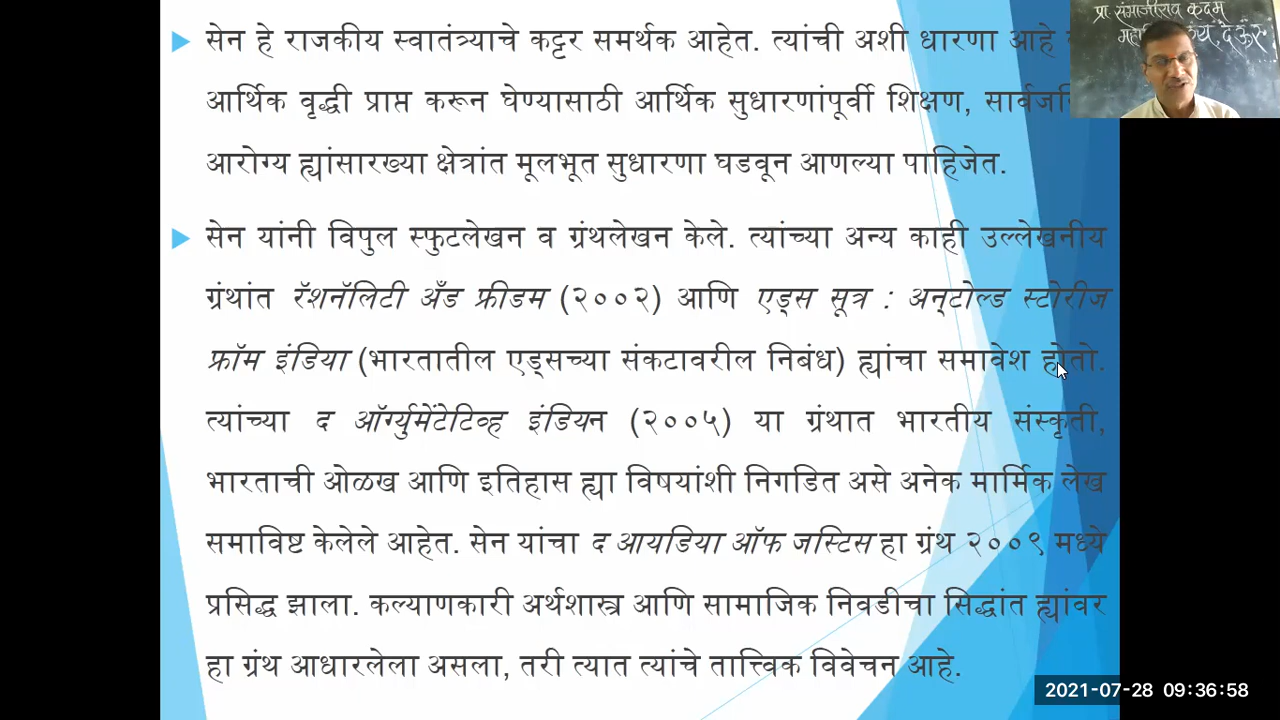 सेन हे राजकीय स्वातंत्र्याचे कट्टर समर्थक आहेत. त्यांची अशी धारणा आहे
आर्थिक वृद्धी प्राप्त करून घेण्यासाठी आर्थिक सुधारणांपूर्वी शिक्षण,
आरोग्य ह्यांसारख्या क्षेत्रांत मूलभूत सुधारणा घडवून आणल्या पाहिजेत.
सेन यांनी विपुल स्फुटलेखन व ग्रंथलेखन केले. त्यांच्या अन्य काही उल्लेखनीय
ग्रंथांत रॅशनॅलिटी अँड फ्रीडम (२००२) आणि एड्स सूत्र : अन्‌टोल्ड स्टोरीज
फ्रॉम इंडिया (भारतातील एड्सच्या संकटावरील निबंध) ह्यांचा समावेश होतो.
त्यांच्या द ऑर्ग्युमेंटेटिव्ह इंडियन (२००५) या ग्रंथात भारतीय संस्कृती,
भारताची ओळख आणि इतिहास ह्या विषयांशी निगडित असे अनेक मार्मिक लेख
समाविष्ट केलेले आहेत. सेन यांचा द आयडिया ऑफ जस्टिस हा ग्रंथ २००९ मध्ये
प्रसिद्ध झाला. कल्याणकारी अर्थशास्त्र आणि सामाजिक निवडीचा सिद्धांत ह्यांवर
हा ग्रंथ आधारलेला असला, तरी त्यात त्यांचे तात्त्विक विवेचन आहे.
प्रा. संभाजीराव कदम
2021-07-28 09:36:58